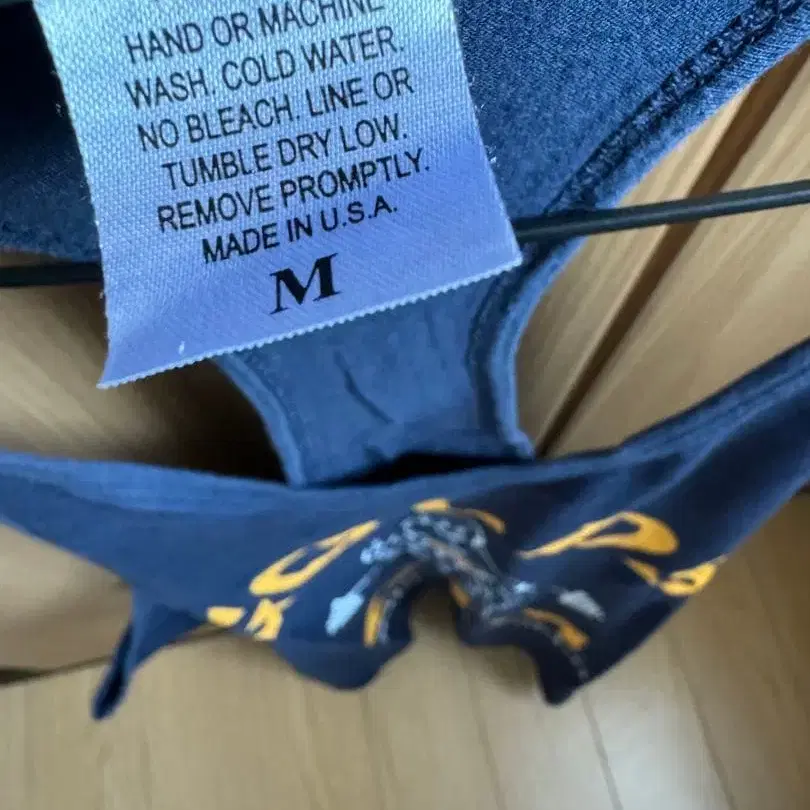 HAND OR MACHINE
WASH. COLD WATER.
NO BLEACH. LINE OR
TUMBLE DRY LOW.
REMOVE PROMPTLY.
MADE IN U.S.A.
M